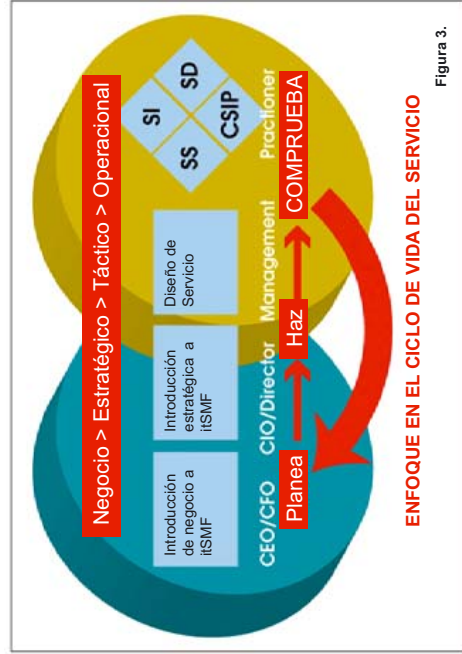 Negocio > Estratégico > Táctico > Operacional
Introducción
de negocio a
itSMF
Introducción
estratégica a
itSMF
Diseño de
Servicio
SI
SS
SD
CSIP
CEO/CFO
CIO/Director
Management
Practioner
Planea
Haz
COMPRUEBA
ENFOQUE EN EL CICLO DE VIDA DEL SERVICIO
Figura 3.